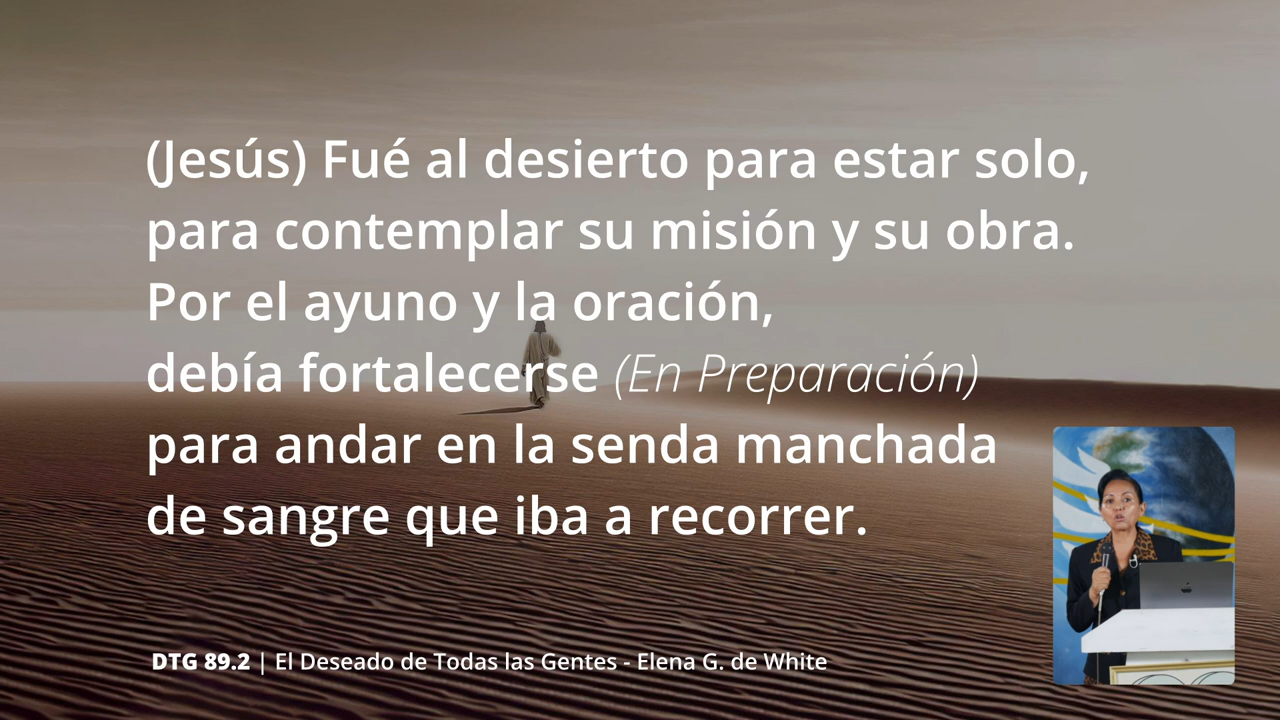 (Jesús) Fué al desierto para estar solo,
para contemplar su misión y su obra.
Por el ayuno y la oración,
debía fortalecerse (En Preparación)
para andar en la senda manchada
de sangre que iba a recorrer.
DTG 89.2 | El Deseado de Todas las Gentes - Elena G. de White